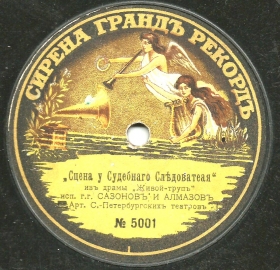 СИРЕНА ГРАНДЪ РЕКОРДЪ
„Сцена у Судебнаго Слѣдователя"
изъ драмы „Живой-трупъ"
исп. г.г. САЗОНОВЪ и АЛМАЗОВЪ
Арт. С.-Петербургскихъ театровъ
№ 5001